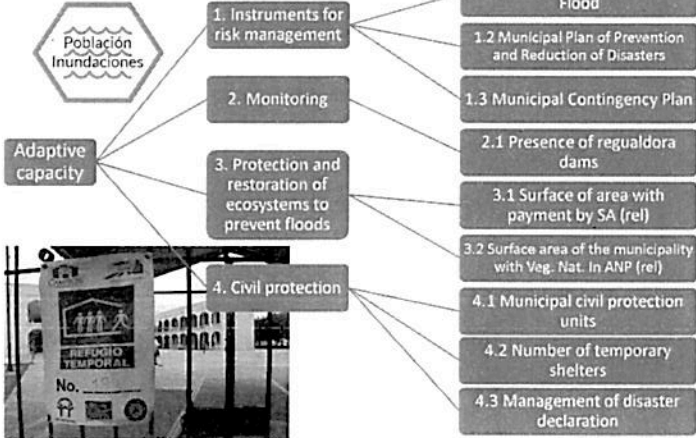 Población
Inundaciones
Adaptive
capacity
1. Instruments for
risk management
2. Monitoring
3. Protection and
restoration of
ecosystems to
prevent floods
4. Civil protection
Flood
1.2 Municipal Plan of Prevention
and Reduction of Disasters
1.3 Municipal Contingency Plan
2.1 Presence of regualdora
dams
3.1 Surface of area with
payment by SA (rel)
3.2 Surface area of the municipality
with Veg. Nat. In ANP (rel)
4.1 Municipal civil protection
units
4.2 Number of temporary
shelters
4.3 Management of disaster
declaration
REFUGIO
TEMPORAL
No.